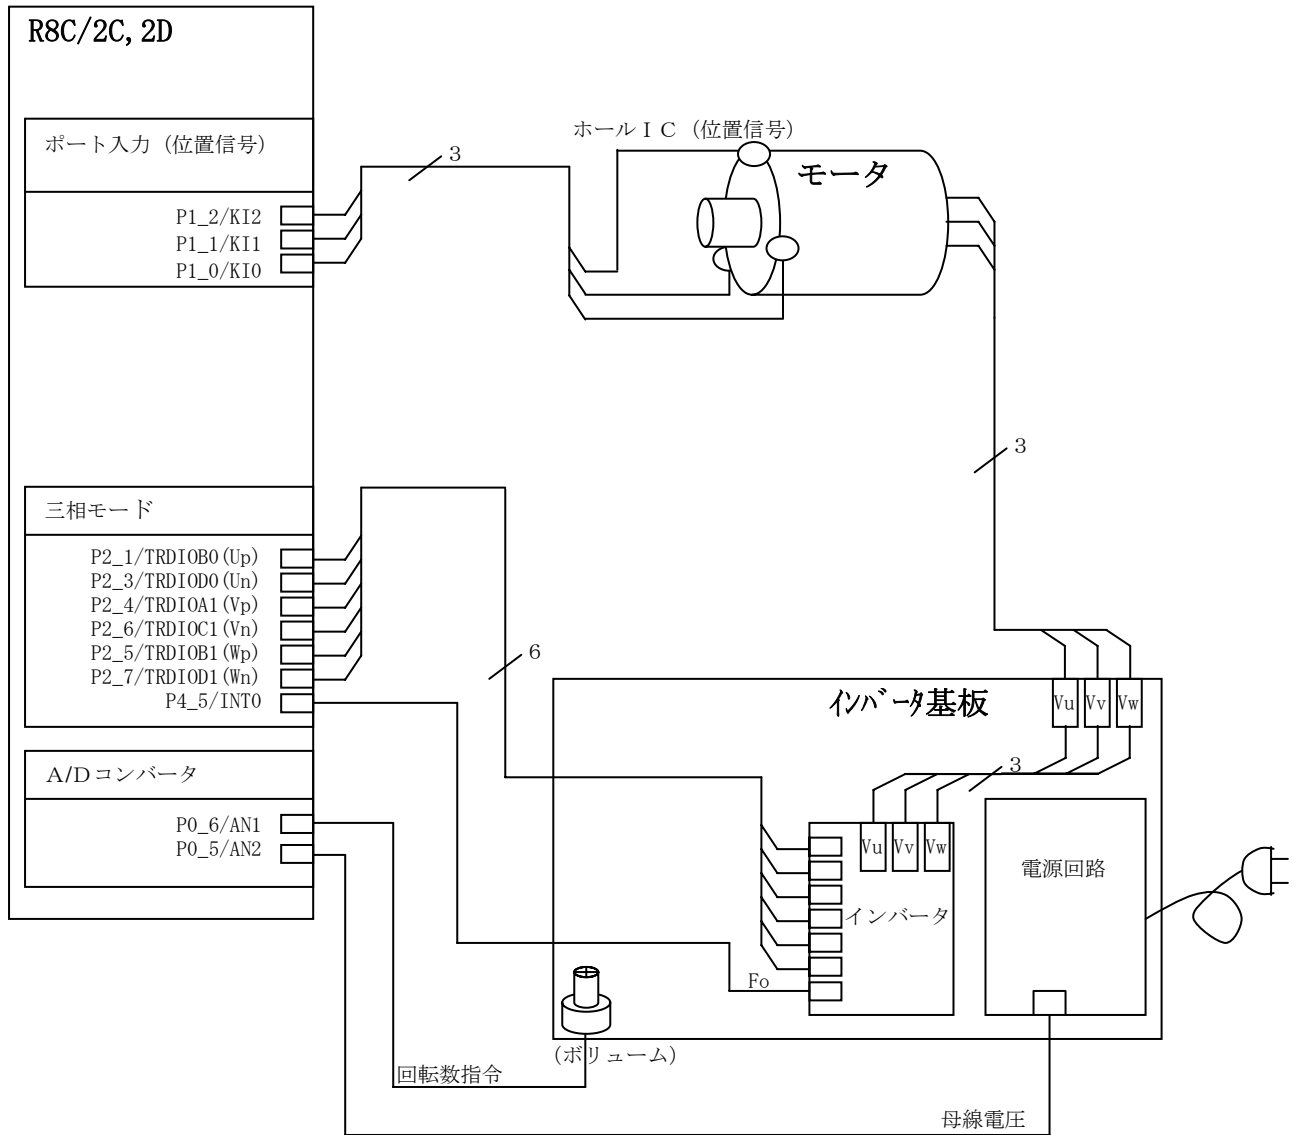 R8C/2C, 2D
ポート入力（位置信号）
P1_2/KI2
P1_1/KI1
P1_0/KI0
3
ホールＩＣ（位置信号）
モータ
3
三相モード
P2_1/TRDIOB0(Up)
P2_3/TRDIOD0(Un)
P2_4/TRDIOA1(Vp)
P2_6/TRDIOC1(Vn)
P2_5/TRDIOB1(Wp)
P2_7/TRDIOD1(Wn)
P4_5/INT0
6
インバータ基板
Vu Vv Vw
3
A/Dコンバータ
P0_6/AN1
P0_5/AN2
Vu Vv Vw
インバータ
Fo
電源回路
（ボリューム）
回転数指令
母線電圧